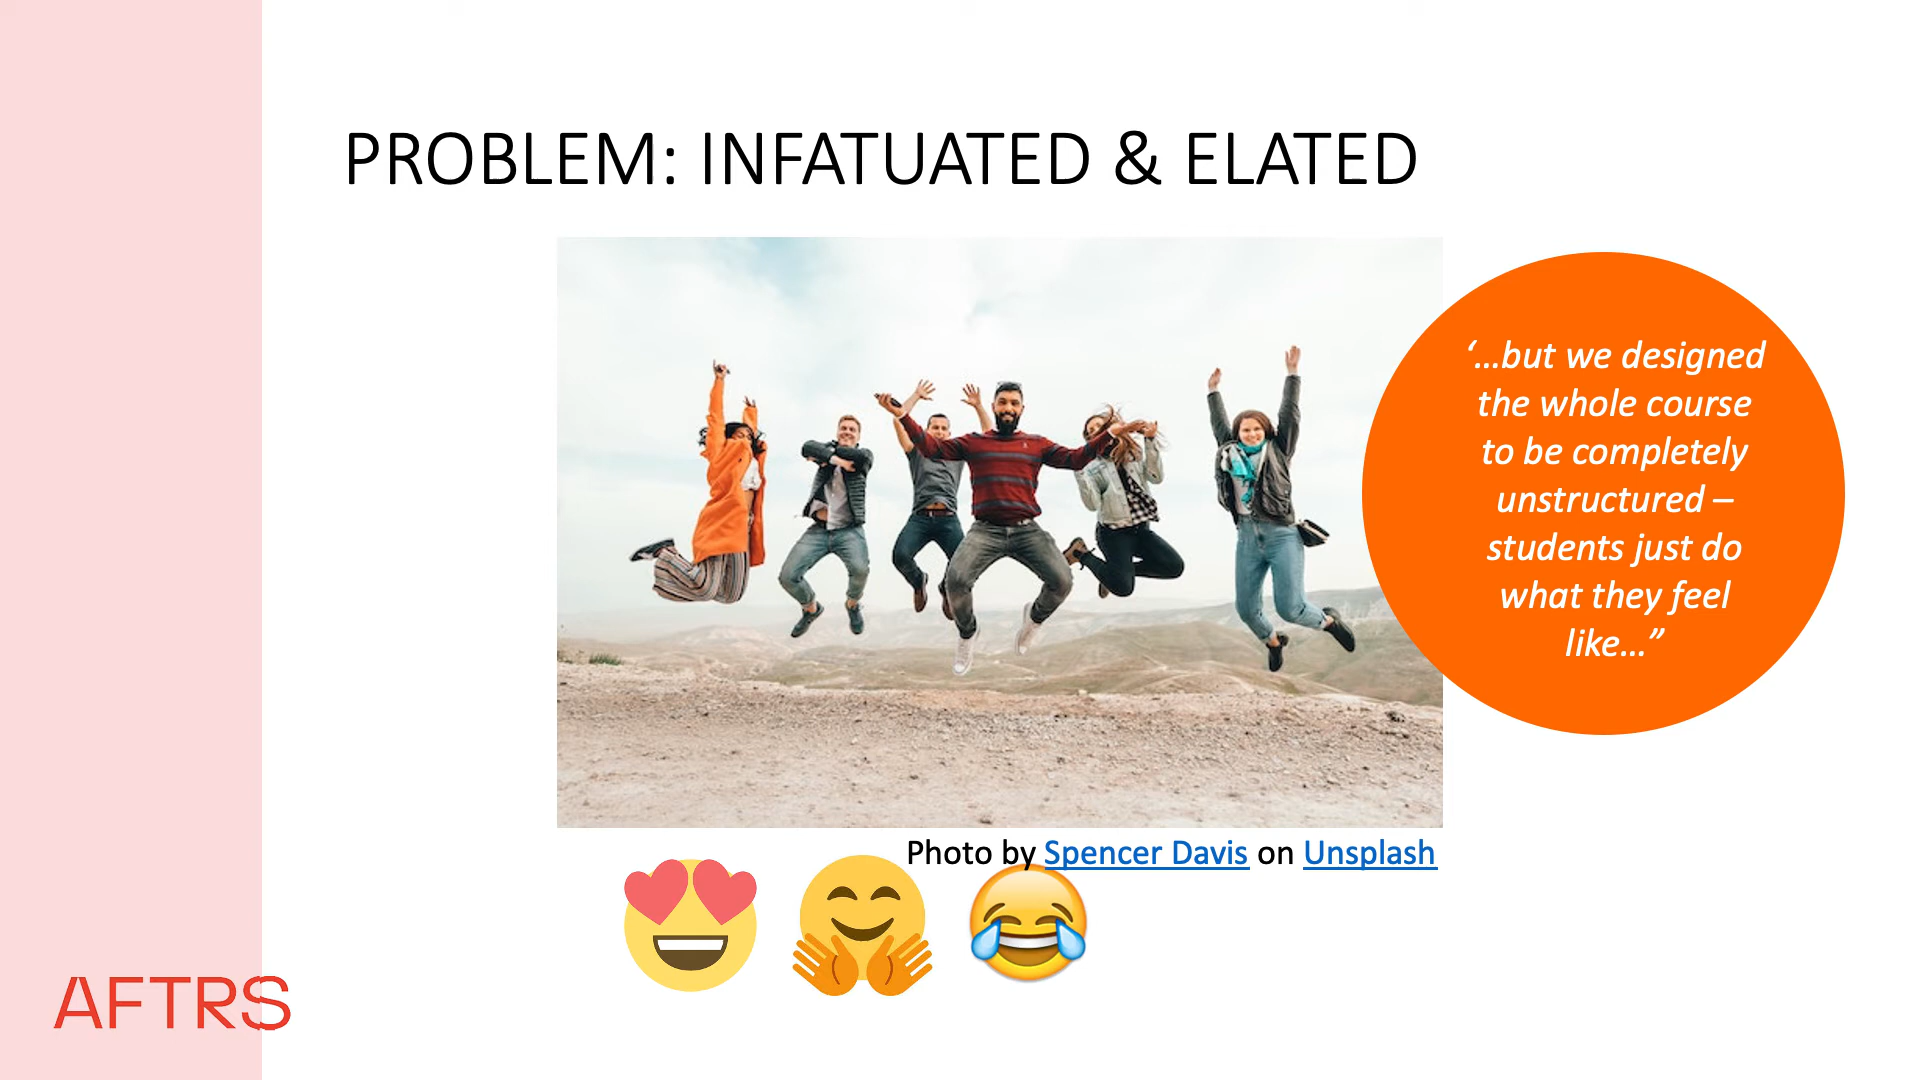 PROBLEM: INFATUATED & ELATED
‘…but we designed
the whole course
to be completely
unstructured –
students just do
what they feel
like…”
Photo by Spencer Davis on Unsplash
AFTRS